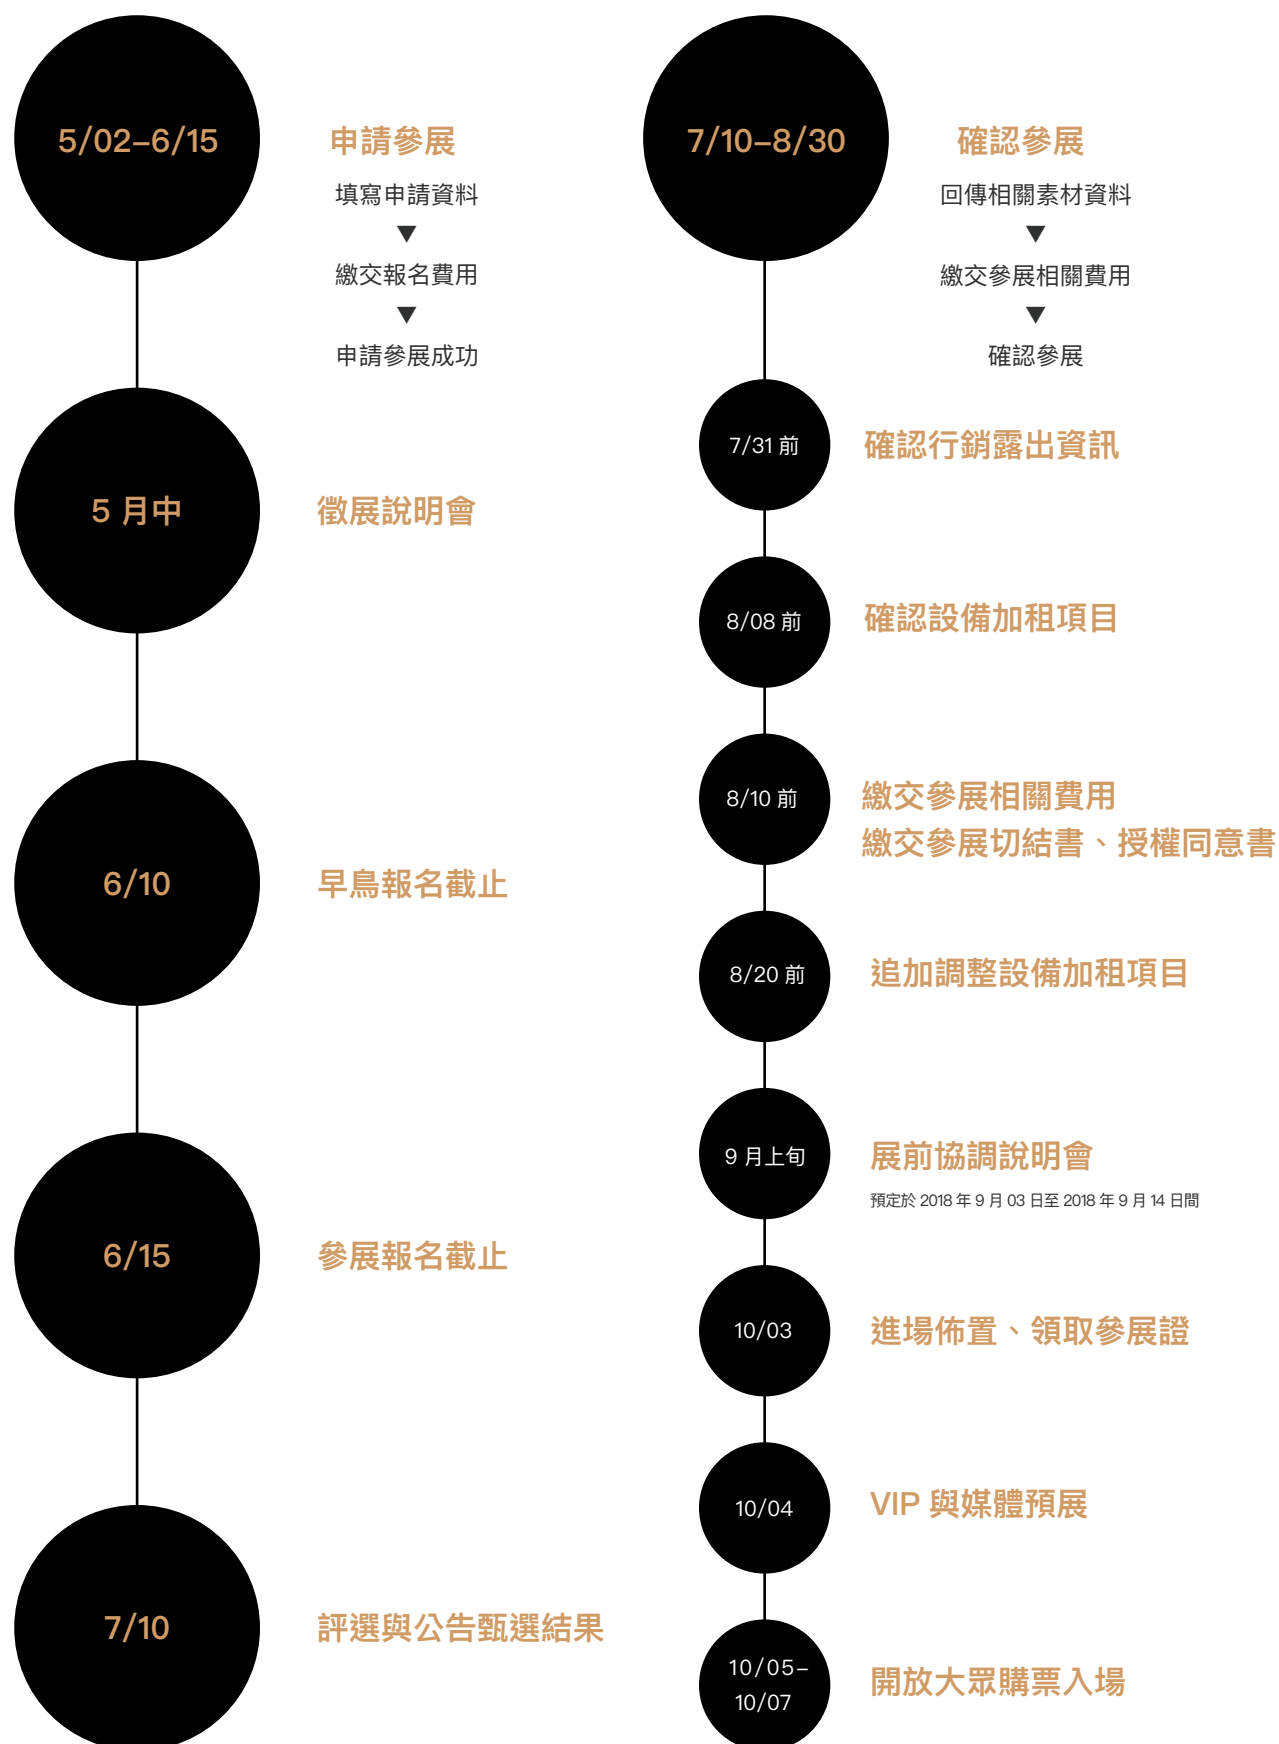 5/02–6/15
申請參展
填寫申請資料
▼
繳交報名費用
▼
申請參展成功
5 月中
徵展說明會
6/10
早鳥報名截止
6/15
參展報名截止
7/10
評選與公告甄選結果
7/10–8/30
確認參展
回傳相關素材資料
▼
繳交參展相關費用
▼
確認參展
7/31 前
確認行銷露出資訊
8/08 前
確認設備加租項目
8/10 前
繳交參展相關費用
繳交參展切結書、授權同意書
8/20 前
追加調整設備加租項目
9 月上旬
展前協調說明會
預定於 2018 年 9 月 03 日至 2018 年 9 月 14 日間
10/03
進場佈置、領取參展證
10/04
VIP 與媒體預展
10/05–
10/07
開放大眾購票入場